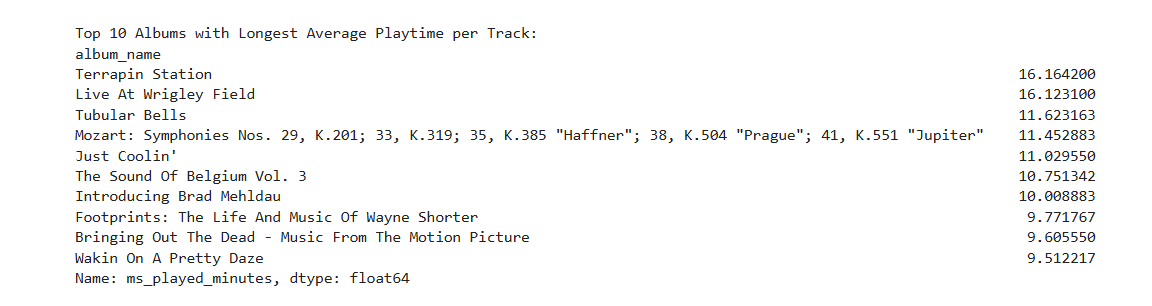 Top 10 Albums with Longest Average Playtime per Track:
album_name
Terrapin Station 16.164200
Live At Wrigley Field 16.123100
Tubular Bells 11.623163
Mozart: Symphonies Nos. 29, K.201; 33, K.319; 35, K.385 "Haffner"; 38, K.504 "Prague"; 41, K.551 "Jupiter" 11.452883
Just Coolin' 11.029550
The Sound Of Belgium Vol. 3 10.751342
Introducing Brad Mehldau 10.008883
Footprints: The Life And Music Of Wayne Shorter 9.771767
Bringing Out The Dead - Music From The Motion Picture 9.605550
Wakin On A Pretty Daze 9.512217
Name: ms_played_minutes, dtype: float64